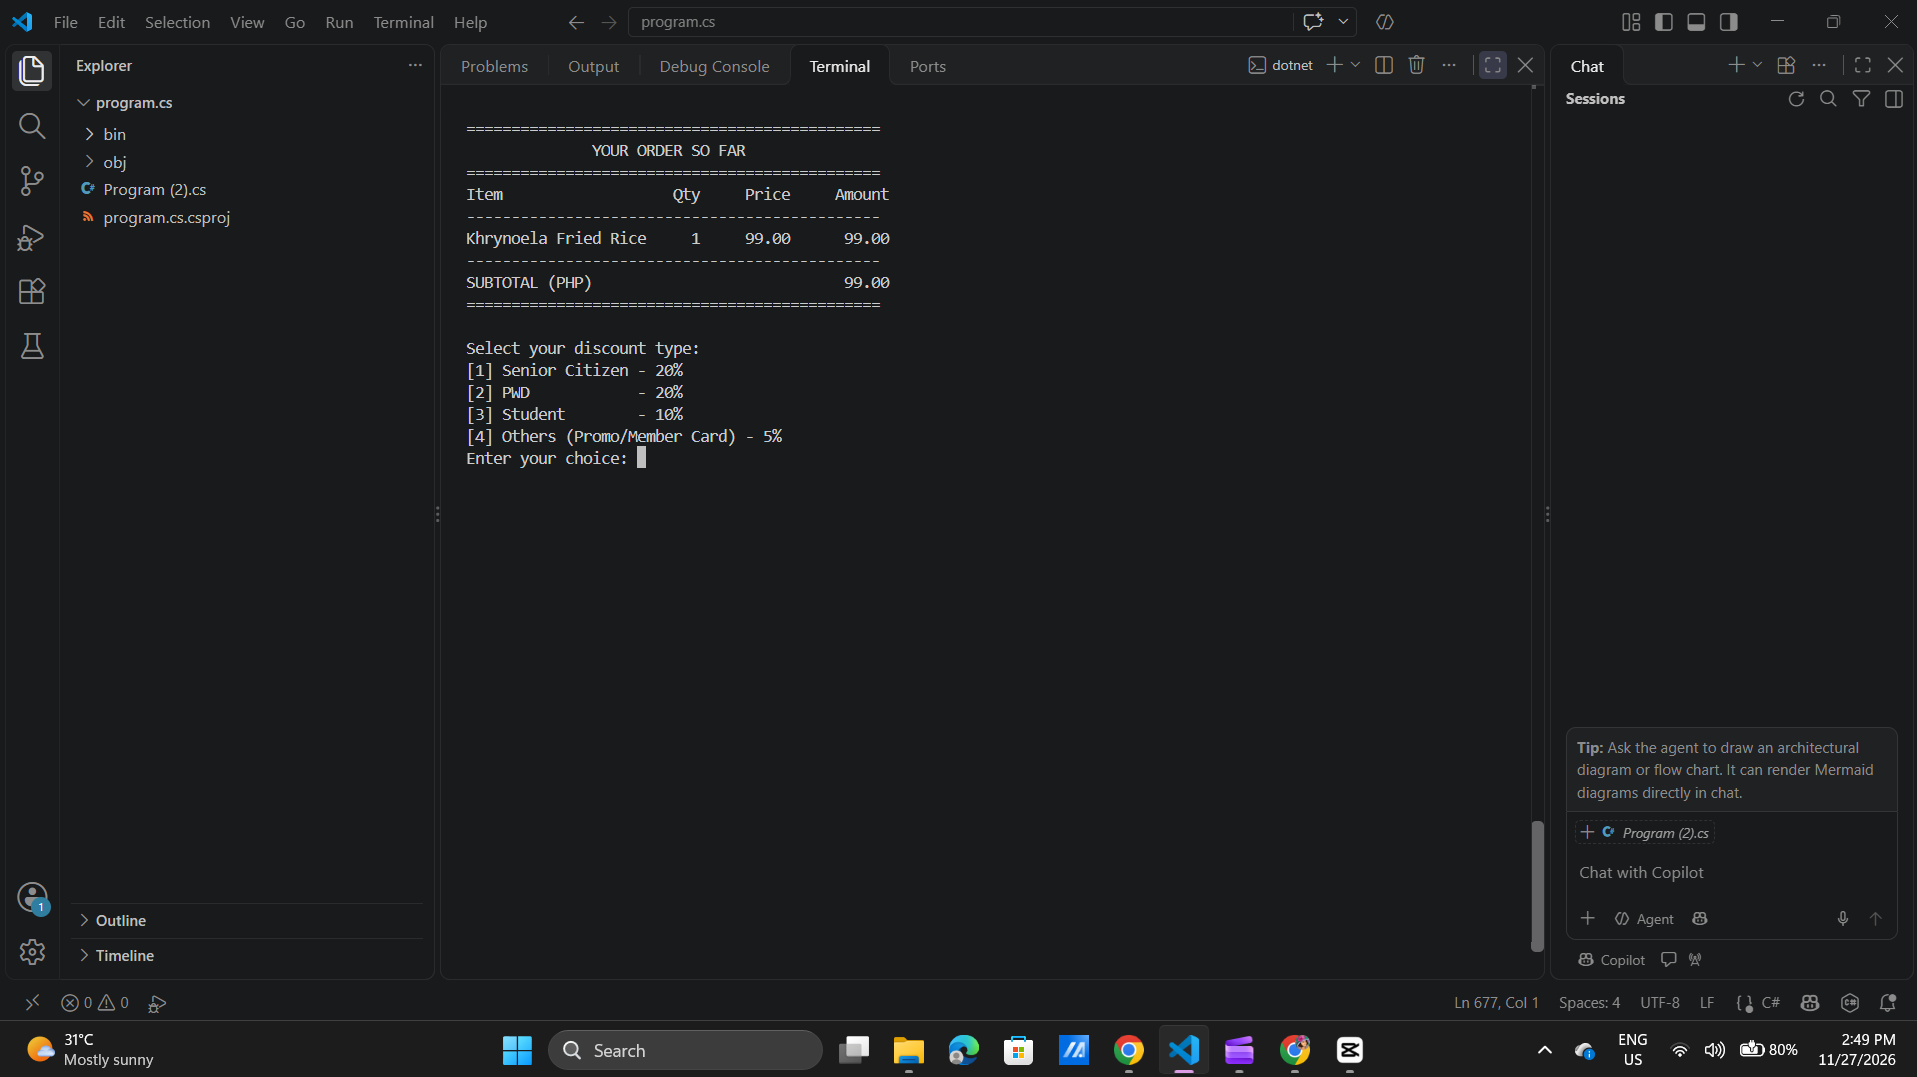 File Edit Selection View Go Run Terminal Help
program.cs
Explorer
program.cs
bin
obj
Program (2).cs
program.cs.csproj
Outline
Timeline
Problems Output Debug Console Terminal Ports
dotnet
==============================================
YOUR ORDER SO FAR
==============================================
Item Qty Price Amount
----------------------------------------------
Khrynoela Fried Rice 1 99.00 99.00
----------------------------------------------
SUBTOTAL (PHP) 99.00
==============================================
Select your discount type:
[1] Senior Citizen - 20%
[2] PWD - 20%
[3] Student - 10%
[4] Others (Promo/Member Card) - 5%
Enter your choice:
Chat
Sessions
Tip: Ask the agent to draw an architectural
diagram or flow chart. It can render Mermaid
diagrams directly in chat.
Program (2).cs
Chat with Copilot
Agent
Copilot
1
0 0
Ln 677, Col 1 Spaces: 4 UTF-8 LF { } C#
31°C
Mostly sunny
Search
ENG
US
80%
2:49 PM
11/27/2026